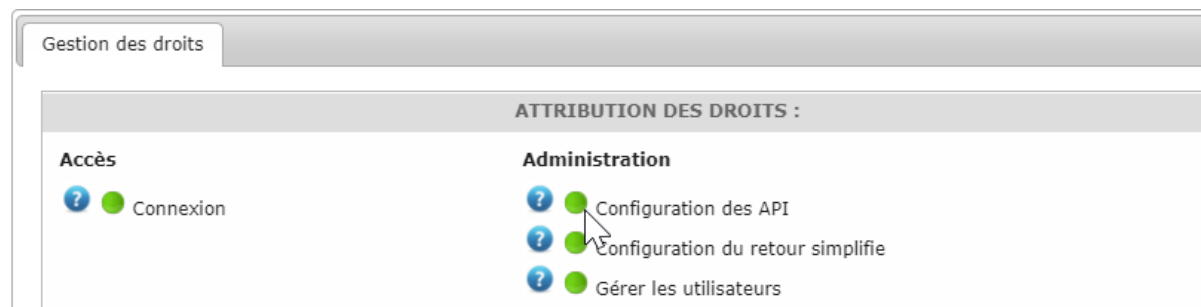 Gestion des droits
ATTRIBUTION DES DROITS :
Accès
? Connexion
Administration
? Configuration des API
? Configuration du retour simplifie
? Gérer les utilisateurs